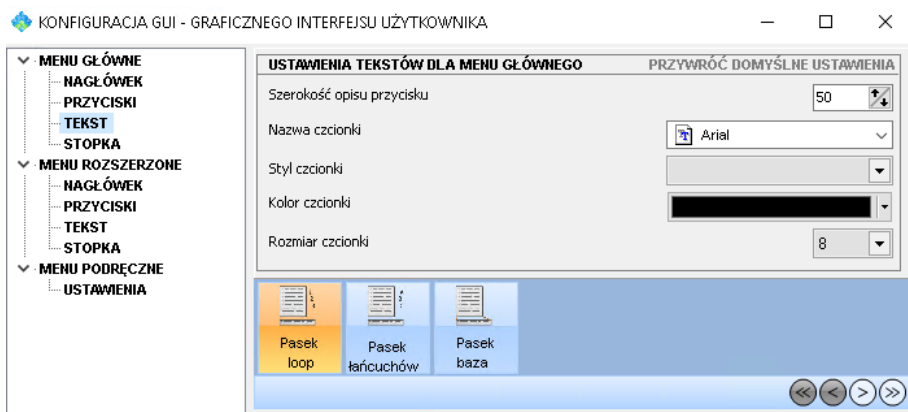 KONFIGURACJA GUI - GRAFICZNEGO INTERFEJSU UŻYTKOWNIKA
MENU GŁÓWNE
NAGŁÓWEK
PRZYCISKI
TEKST
STOPKA
MENU ROZSZERZONE
NAGŁÓWEK
PRZYCISKI
TEKST
STOPKA
MENU PODRĘCZNE
USTAWIENIA
USTAWIENIA TEKSTÓW DLA MENU GŁÓWNEGO PRZYWRÓĆ DOMYŚLNE USTAWIENIA
Szerokość opisu przycisku 50
Nazwa czcionki Arial
Styl czcionki
Kolor czcionki
Rozmiar czcionki 8
Pasek loop
Pasek łańcuchów
Pasek baza